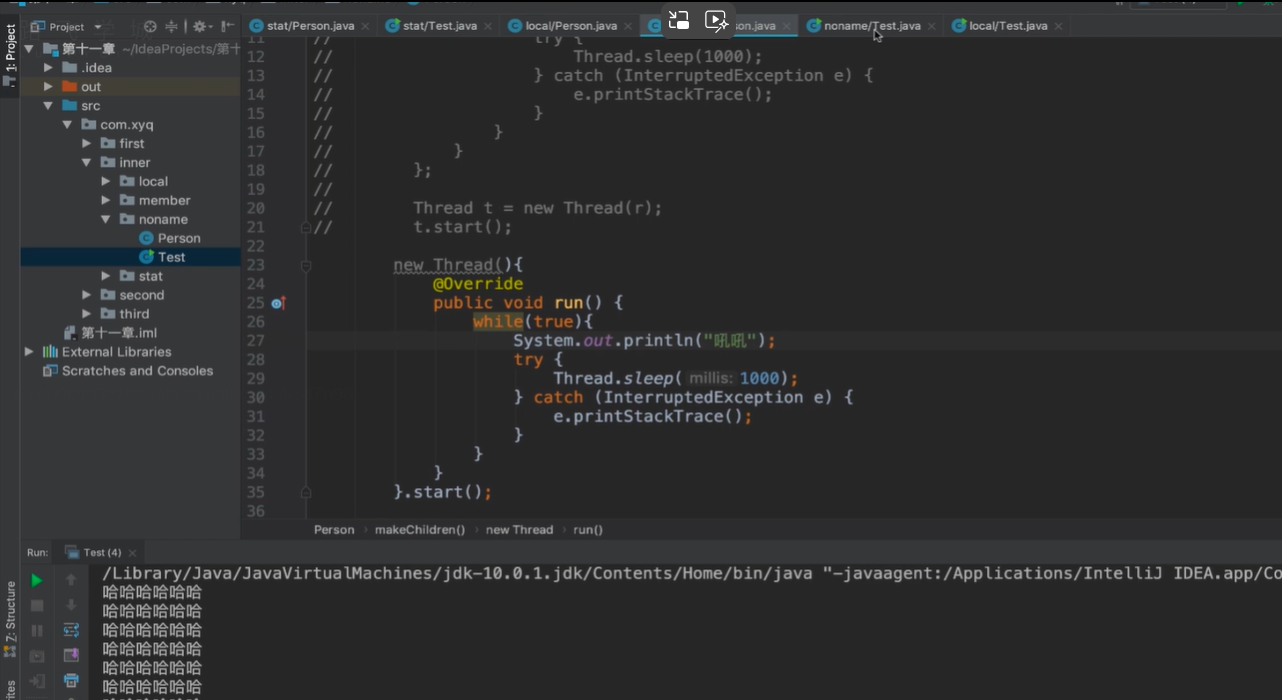 Project
第十一章 ~/IdeaProjects/第十
.idea
out
src
com.xyq
first
inner
local
member
noname
Person
Test
stat
second
third
第十一章.iml
External Libraries
Scratches and Consoles
1: Project
Z: Structure
stat/Person.java
stat/Test.java
local/Person.java
son.java
noname/Test.java
local/Test.java
11 // try {
12 // Thread.sleep(1000);
13 // } catch (InterruptedException e) {
14 // e.printStackTrace();
15 // }
16 // }
17 // }
18 // };
19 //
20 // Thread t = new Thread(r);
21 // t.start();
22
23 new Thread(){
24 @Override
25 public void run() {
26 while(true){
27 System.out.println("吼吼");
28 try {
29 Thread.sleep( millis: 1000);
30 } catch (InterruptedException e) {
31 e.printStackTrace();
32 }
33 }
34 }
35 }.start();
36
Person makeChildren() new Thread run()
Run: Test (4)
/Library/Java/JavaVirtualMachines/jdk-10.0.1.jdk/Contents/Home/bin/java "-javaagent:/Applications/IntelliJ IDEA.app/Co
哈哈哈哈哈哈
哈哈哈哈哈哈
哈哈哈哈哈哈
哈哈哈哈哈哈
哈哈哈哈哈哈
哈哈哈哈哈哈